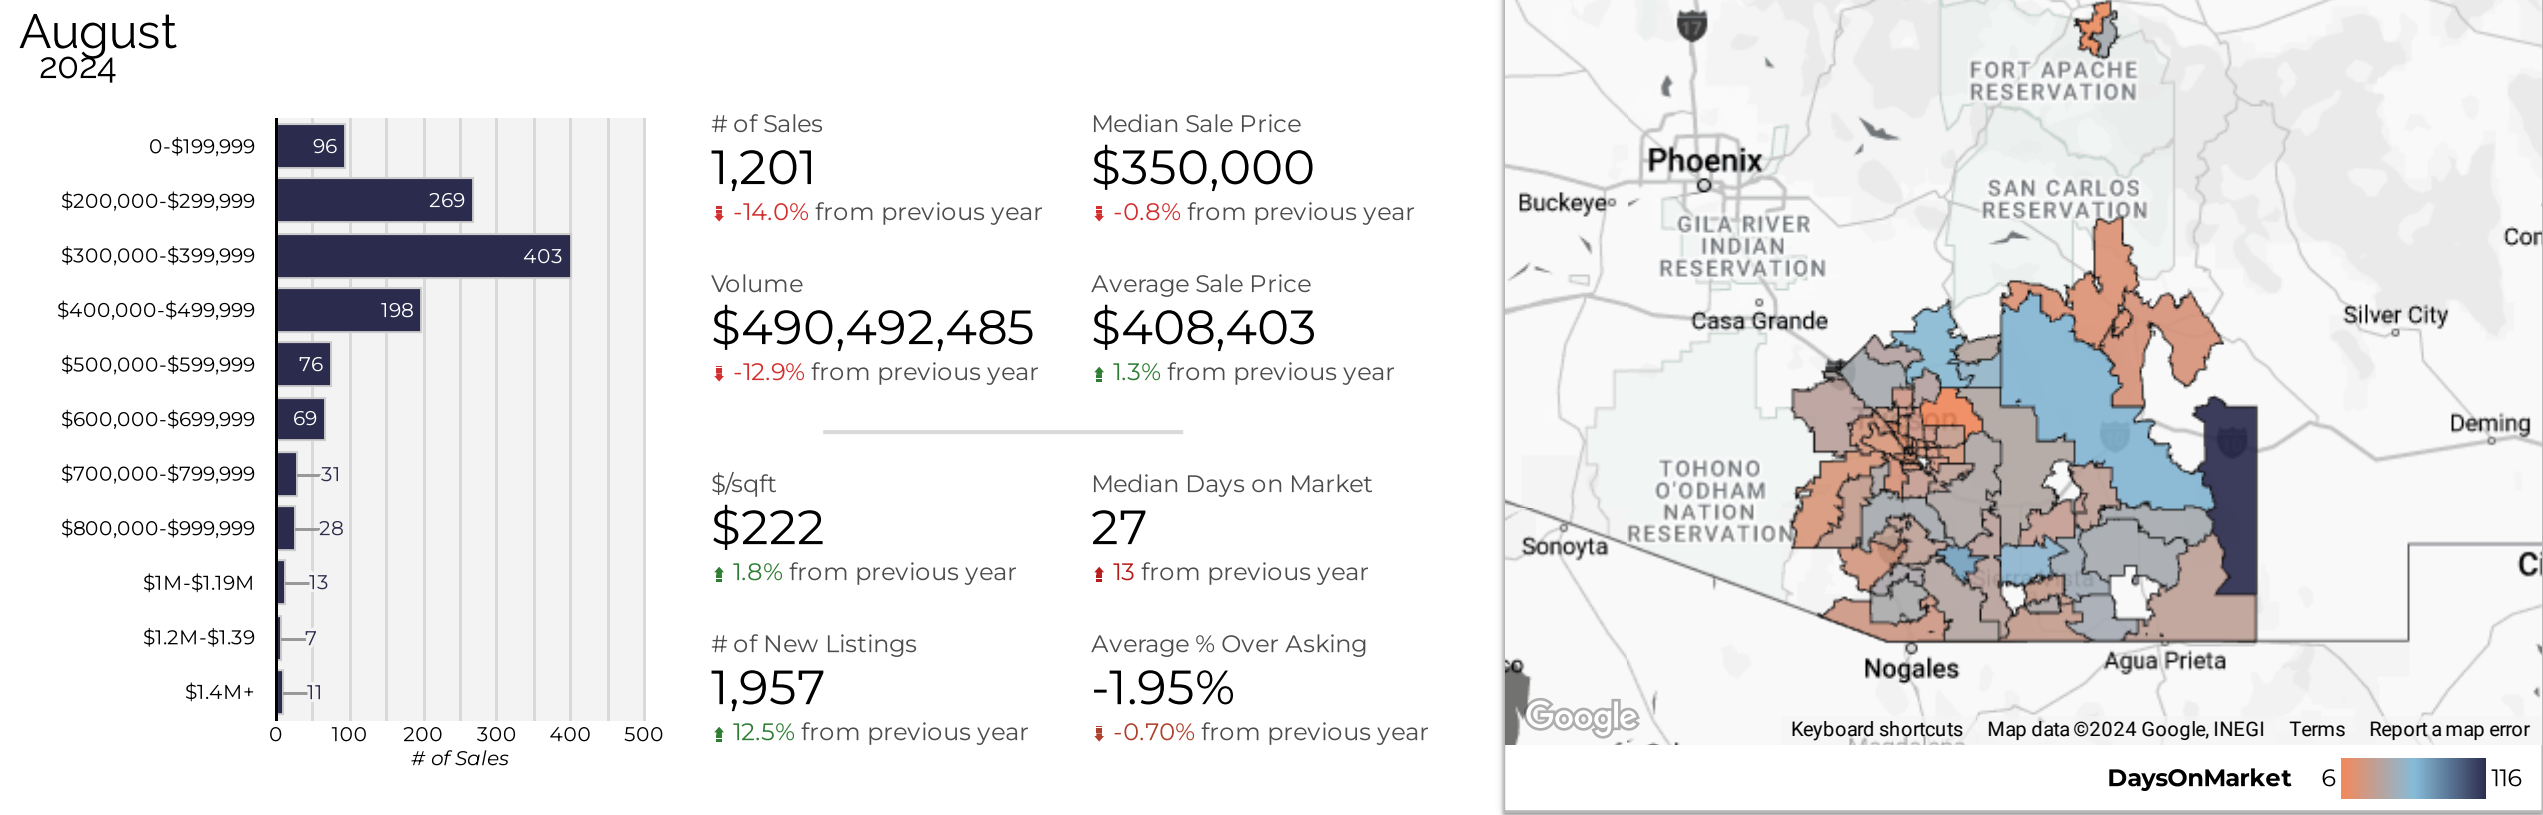 August
2024
0-$199,999
96
$200,000-$299,999
269
$300,000-$399,999
403
$400,000-$499,999
198
$500,000-$599,999
76
$600,000-$699,999
69
$700,000-$799,999
31
$800,000-$999,999
28
$1M-$1.19M
13
$1.2M-$1.39
7
$1.4M+
11
0 100 200 300 400 500
# of Sales
# of Sales
1,201
-14.0% from previous year
Median Sale Price
$350,000
-0.8% from previous year
Volume
$490,492,485
-12.9% from previous year
Average Sale Price
$408,403
1.3% from previous year
$/sqft
$222
1.8% from previous year
Median Days on Market
27
13 from previous year
# of New Listings
1,957
12.5% from previous year
Average % Over Asking
-1.95%
-0.70% from previous year
17
FORT APACHE
RESERVATION
Phoenix
Buckeye
SAN CARLOS
RESERVATION
GILA RIVER
INDIAN
RESERVATION
Casa Grande
Silver City
Deming
TOHONO
O'ODHAM
NATION
RESERVATION
Sonoyta
Nogales
Agua Prieta
Google
Keyboard shortcuts Map data ©2024 Google, INEGI Terms Report a map error
DaysOnMarket 6 116